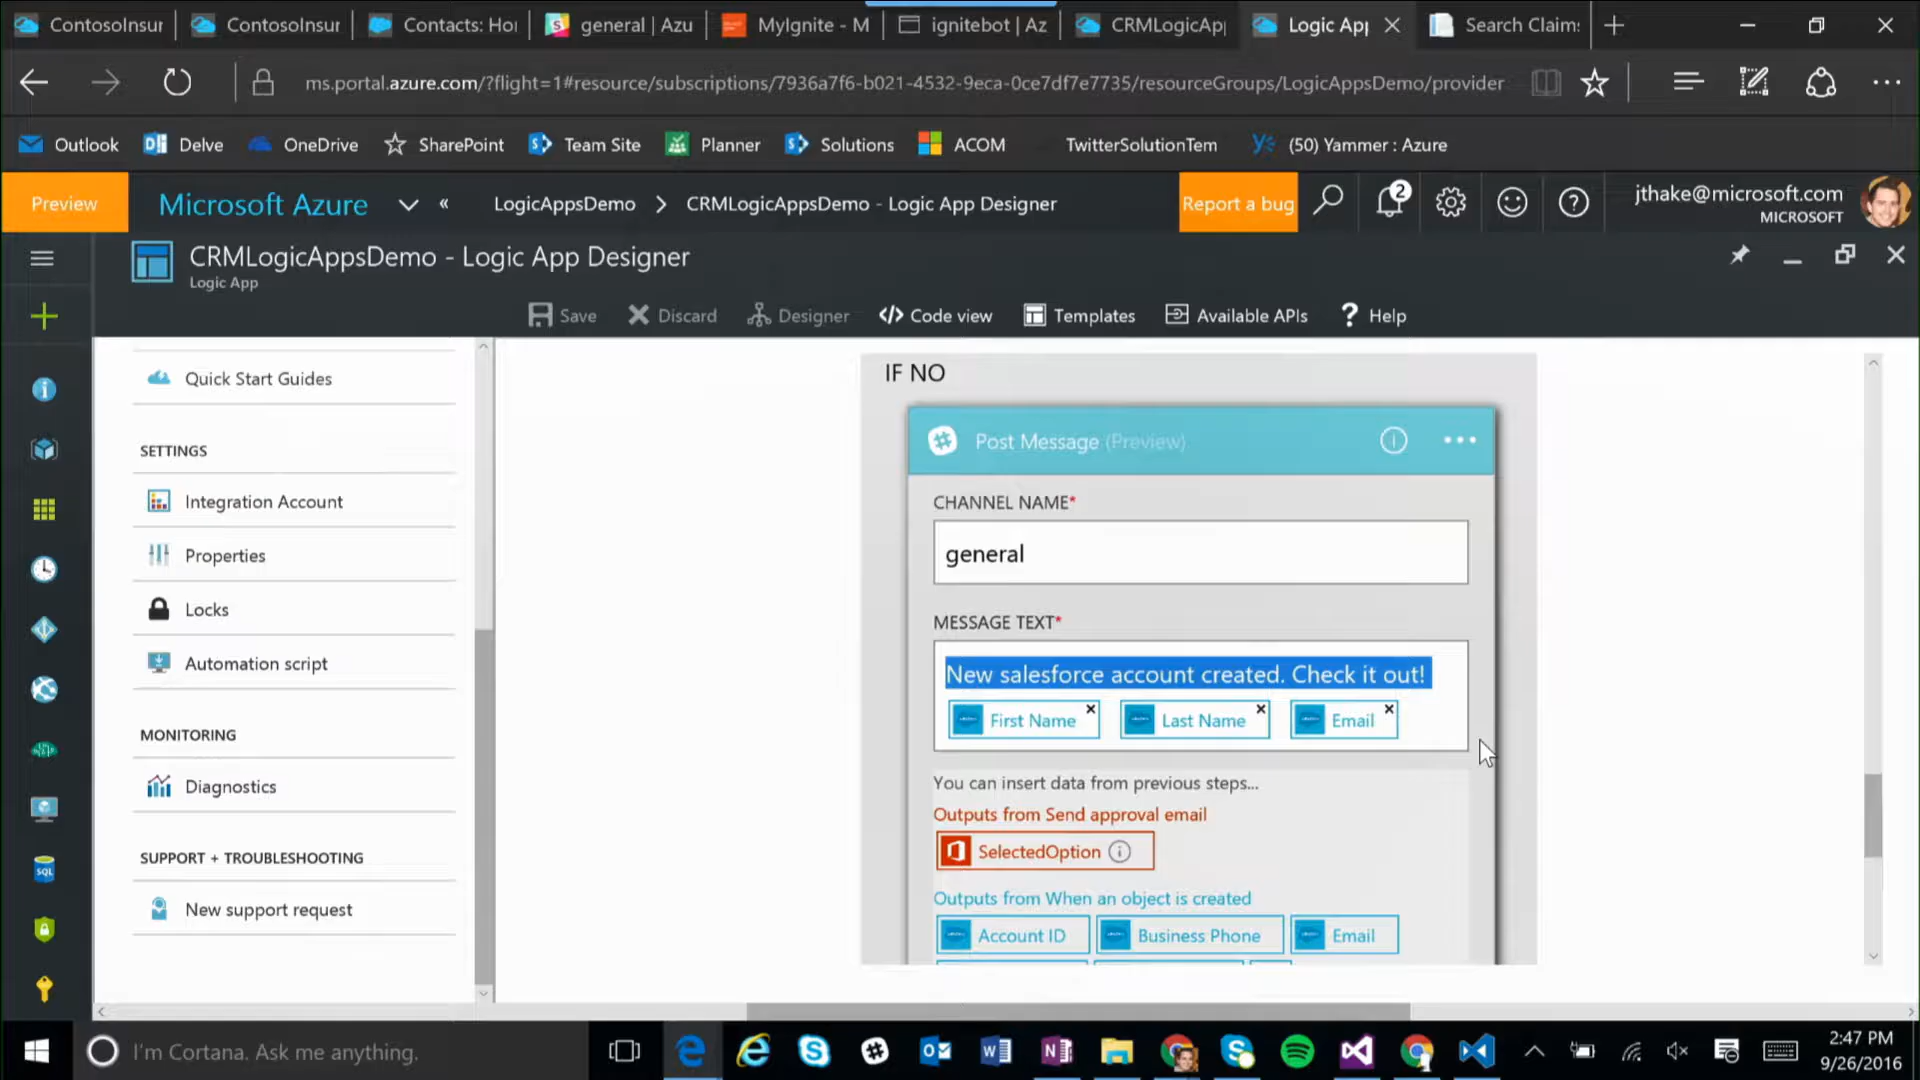 ContosoInsur
ContosoInsur
Contacts: Hor
general | Azu
MyIgnite - M
ignitebot | Az
CRMLogicApp
Logic App
Search Claims
ms.portal.azure.com/?flight=1#resource/subscriptions/7936a7f6-b021-4532-9eca-0ce7df7e7735/resourceGroups/LogicAppsDemo/provider
Outlook
Delve
OneDrive
SharePoint
Team Site
Planner
Solutions
ACOM
TwitterSolutionTem
(50) Yammer : Azure
Preview
Microsoft Azure
LogicAppsDemo
CRMLogicAppsDemo - Logic App Designer
Report a bug
2
jthake@microsoft.com
MICROSOFT
CRMLogicAppsDemo - Logic App Designer
Logic App
Save
Discard
Designer
Code view
Templates
Available APIs
Help
Quick Start Guides
SETTINGS
Integration Account
Properties
Locks
Automation script
MONITORING
Diagnostics
SUPPORT + TROUBLESHOOTING
New support request
IF NO
Post Message (Preview)
CHANNEL NAME*
general
MESSAGE TEXT*
New salesforce account created. Check it out!
First Name
Last Name
Email
You can insert data from previous steps...
Outputs from Send approval email
SelectedOption
Outputs from When an object is created
Account ID
Business Phone
Email
SQL
I'm Cortana. Ask me anything.
2:47 PM
9/26/2016